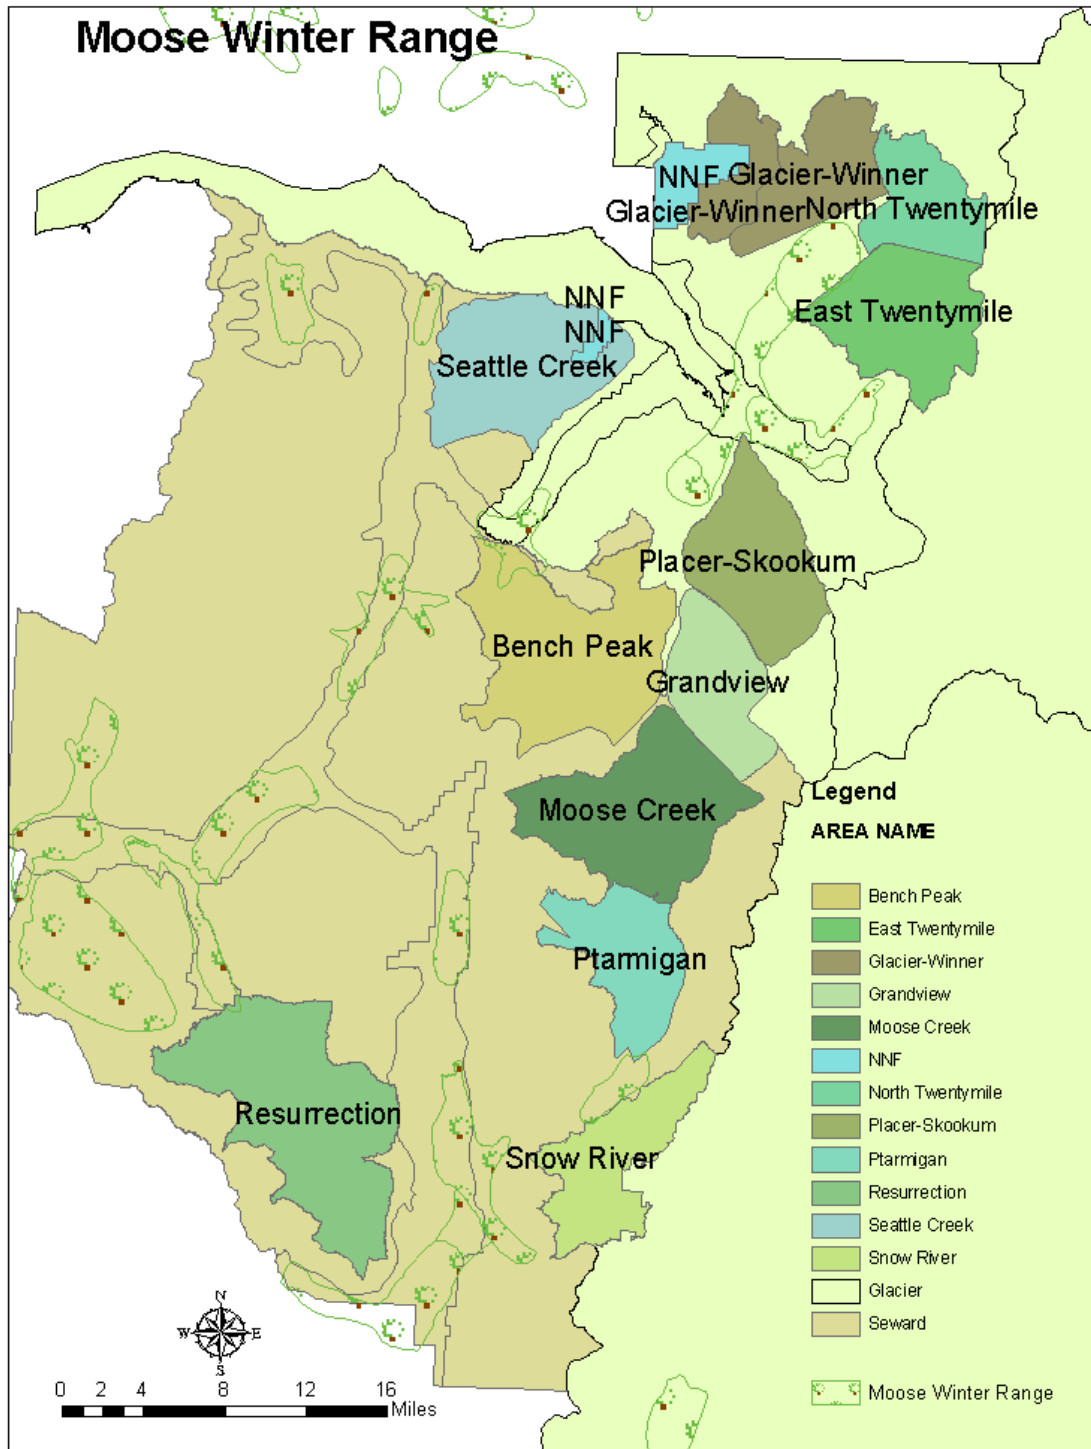 Moose Winter Range
NNF
Glacier-Winner
Glacier-Winner
North Twentymile
East Twentymile
NNF
NNF
Seattle Creek
Placer-Skookum
Bench Peak
Grandview
Moose Creek
Ptarmigan
Resurrection
Snow River
Legend
AREA NAME
Bench Peak
East Twentymile
Glacier-Winner
Grandview
Moose Creek
NNF
North Twentymile
Placer-Skookum
Ptarmigan
Resurrection
Seattle Creek
Snow River
Glacier
Seward
Moose Winter Range
N
W E
S
0 2 4 8 12 16
Miles